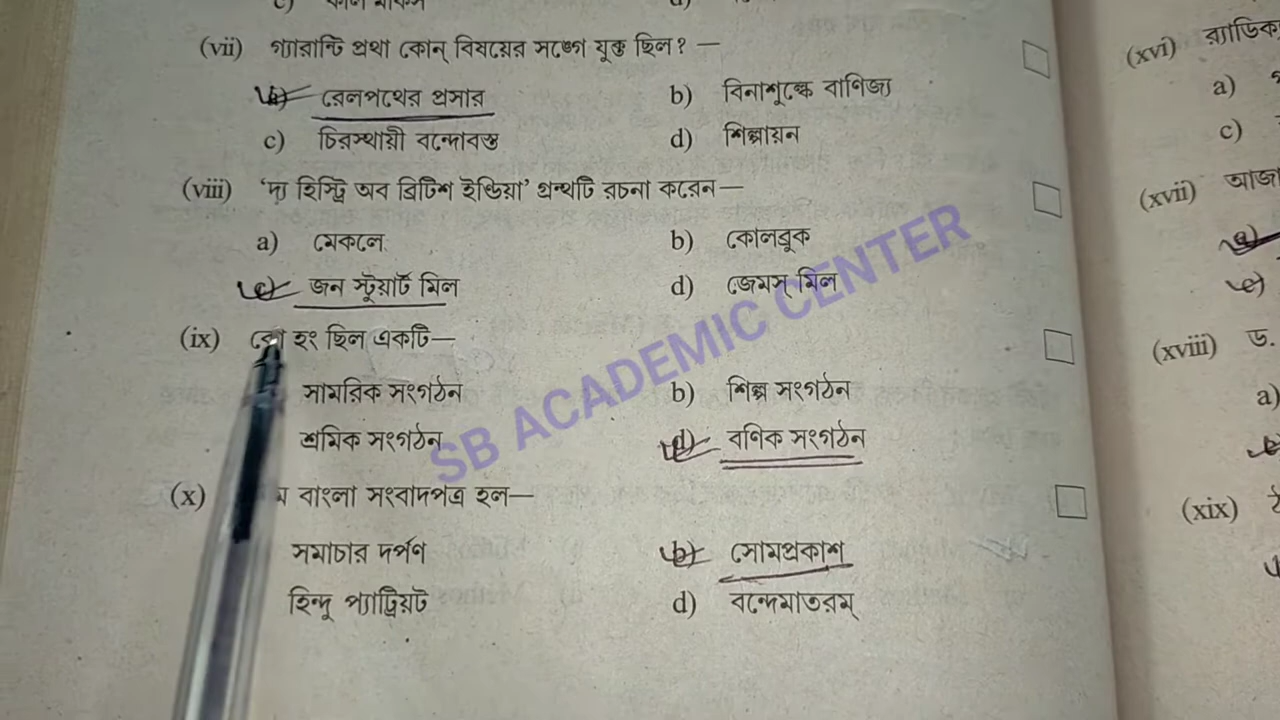 (vii) গ্যারান্টি প্রথা কোন্ বিষয়ের সঙ্গে যুক্ত ছিল? —
a) রেলপথের প্রসার b) বিনাশুল্কে বাণিজ্য
c) চিরস্থায়ী বন্দোবস্ত d) শিল্পায়ন
(viii) ‘দ্য হিস্ট্রি অব ব্রিটিশ ইন্ডিয়া’ গ্রন্থটি রচনা করেন—
a) মেকলে b) কোলব্রুক
c) জন স্টুয়ার্ট মিল d) জেমস্ মিল
(ix) হং ছিল একটি—
সামরিক সংগঠন b) শিল্প সংগঠন
শ্রমিক সংগঠন d) বণিক সংগঠন
(x) বাংলা সংবাদপত্র হল—
সমাচার দর্পণ b) সোমপ্রকাশ
হিন্দু প্যাট্রিয়ট d) বন্দেমাতরম্
SB ACADEMIC CENTER
(xvi)
a)
c)
(xvii)
a)
c)
(xviii) ড.
a)
(xix)